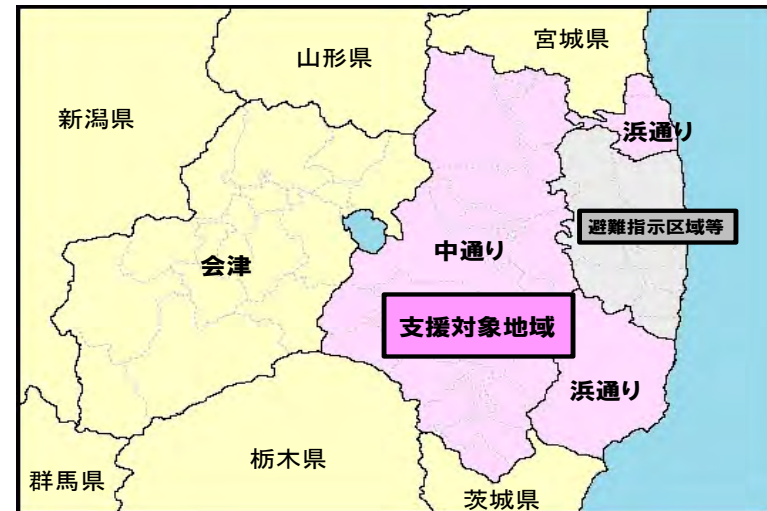 宮城県
山形県
新潟県
浜通り
避難指示区域等
中通り
会津
支援対象地域
浜通り
栃木県
群馬県
茨城県